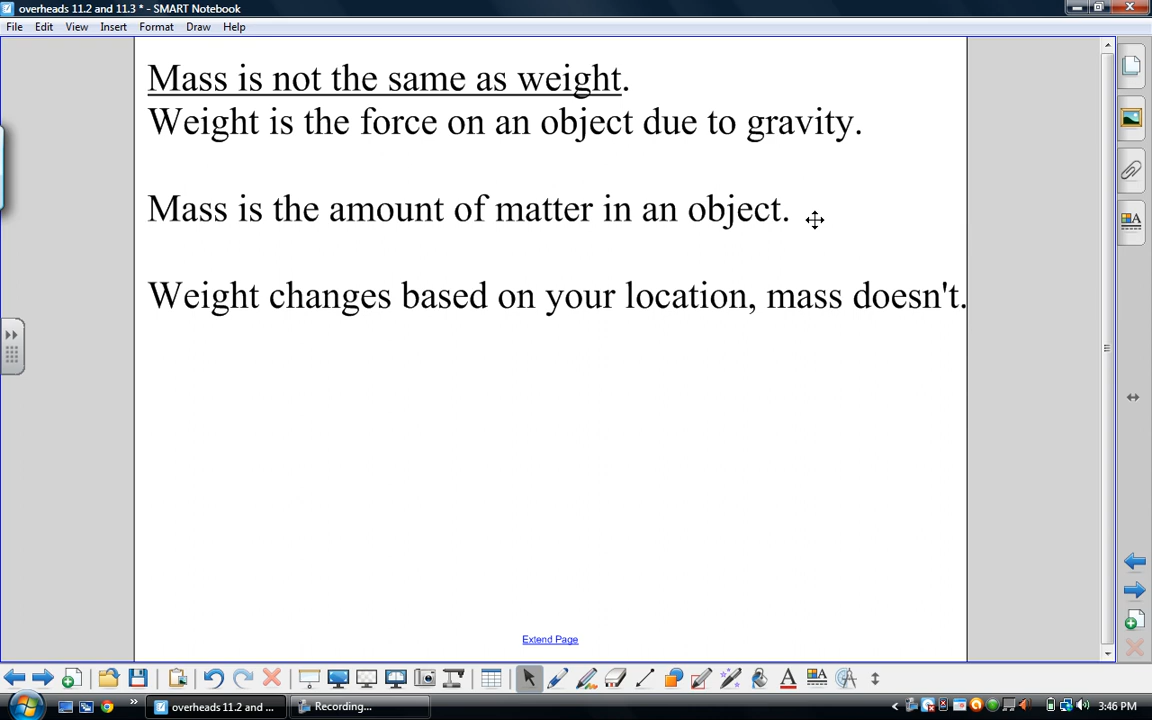 overheads 11.2 and 11.3 * - SMART Notebook
File Edit View Insert Format Draw Help
Mass is not the same as weight.
Weight is the force on an object due to gravity.
Mass is the amount of matter in an object.
Weight changes based on your location, mass doesn't.
Extend Page
overheads 11.2 and ...
Recording...
3:46 PM